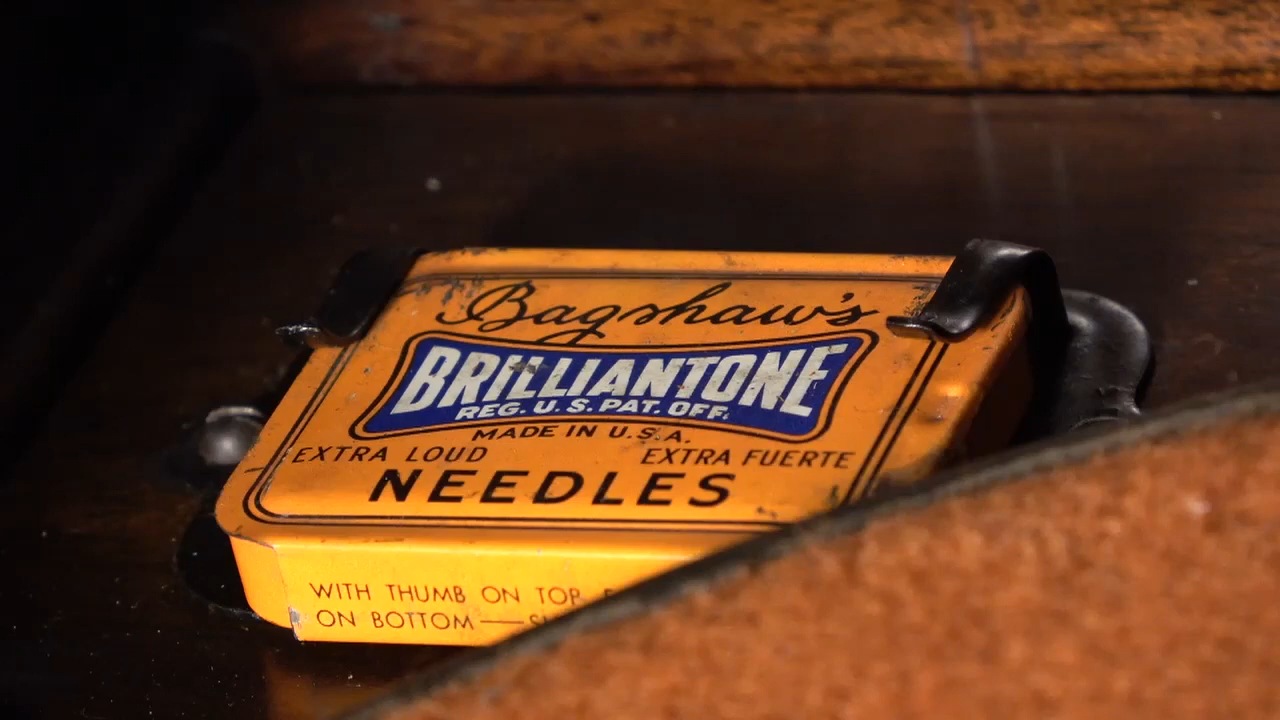 Bagshaw's
BRILLIANTONE
REG. U. S. PAT. OFF.
MADE IN U.S.A.
EXTRA LOUD EXTRA FUERTE
NEEDLES
WITH THUMB ON TOP
ON BOTTOM —